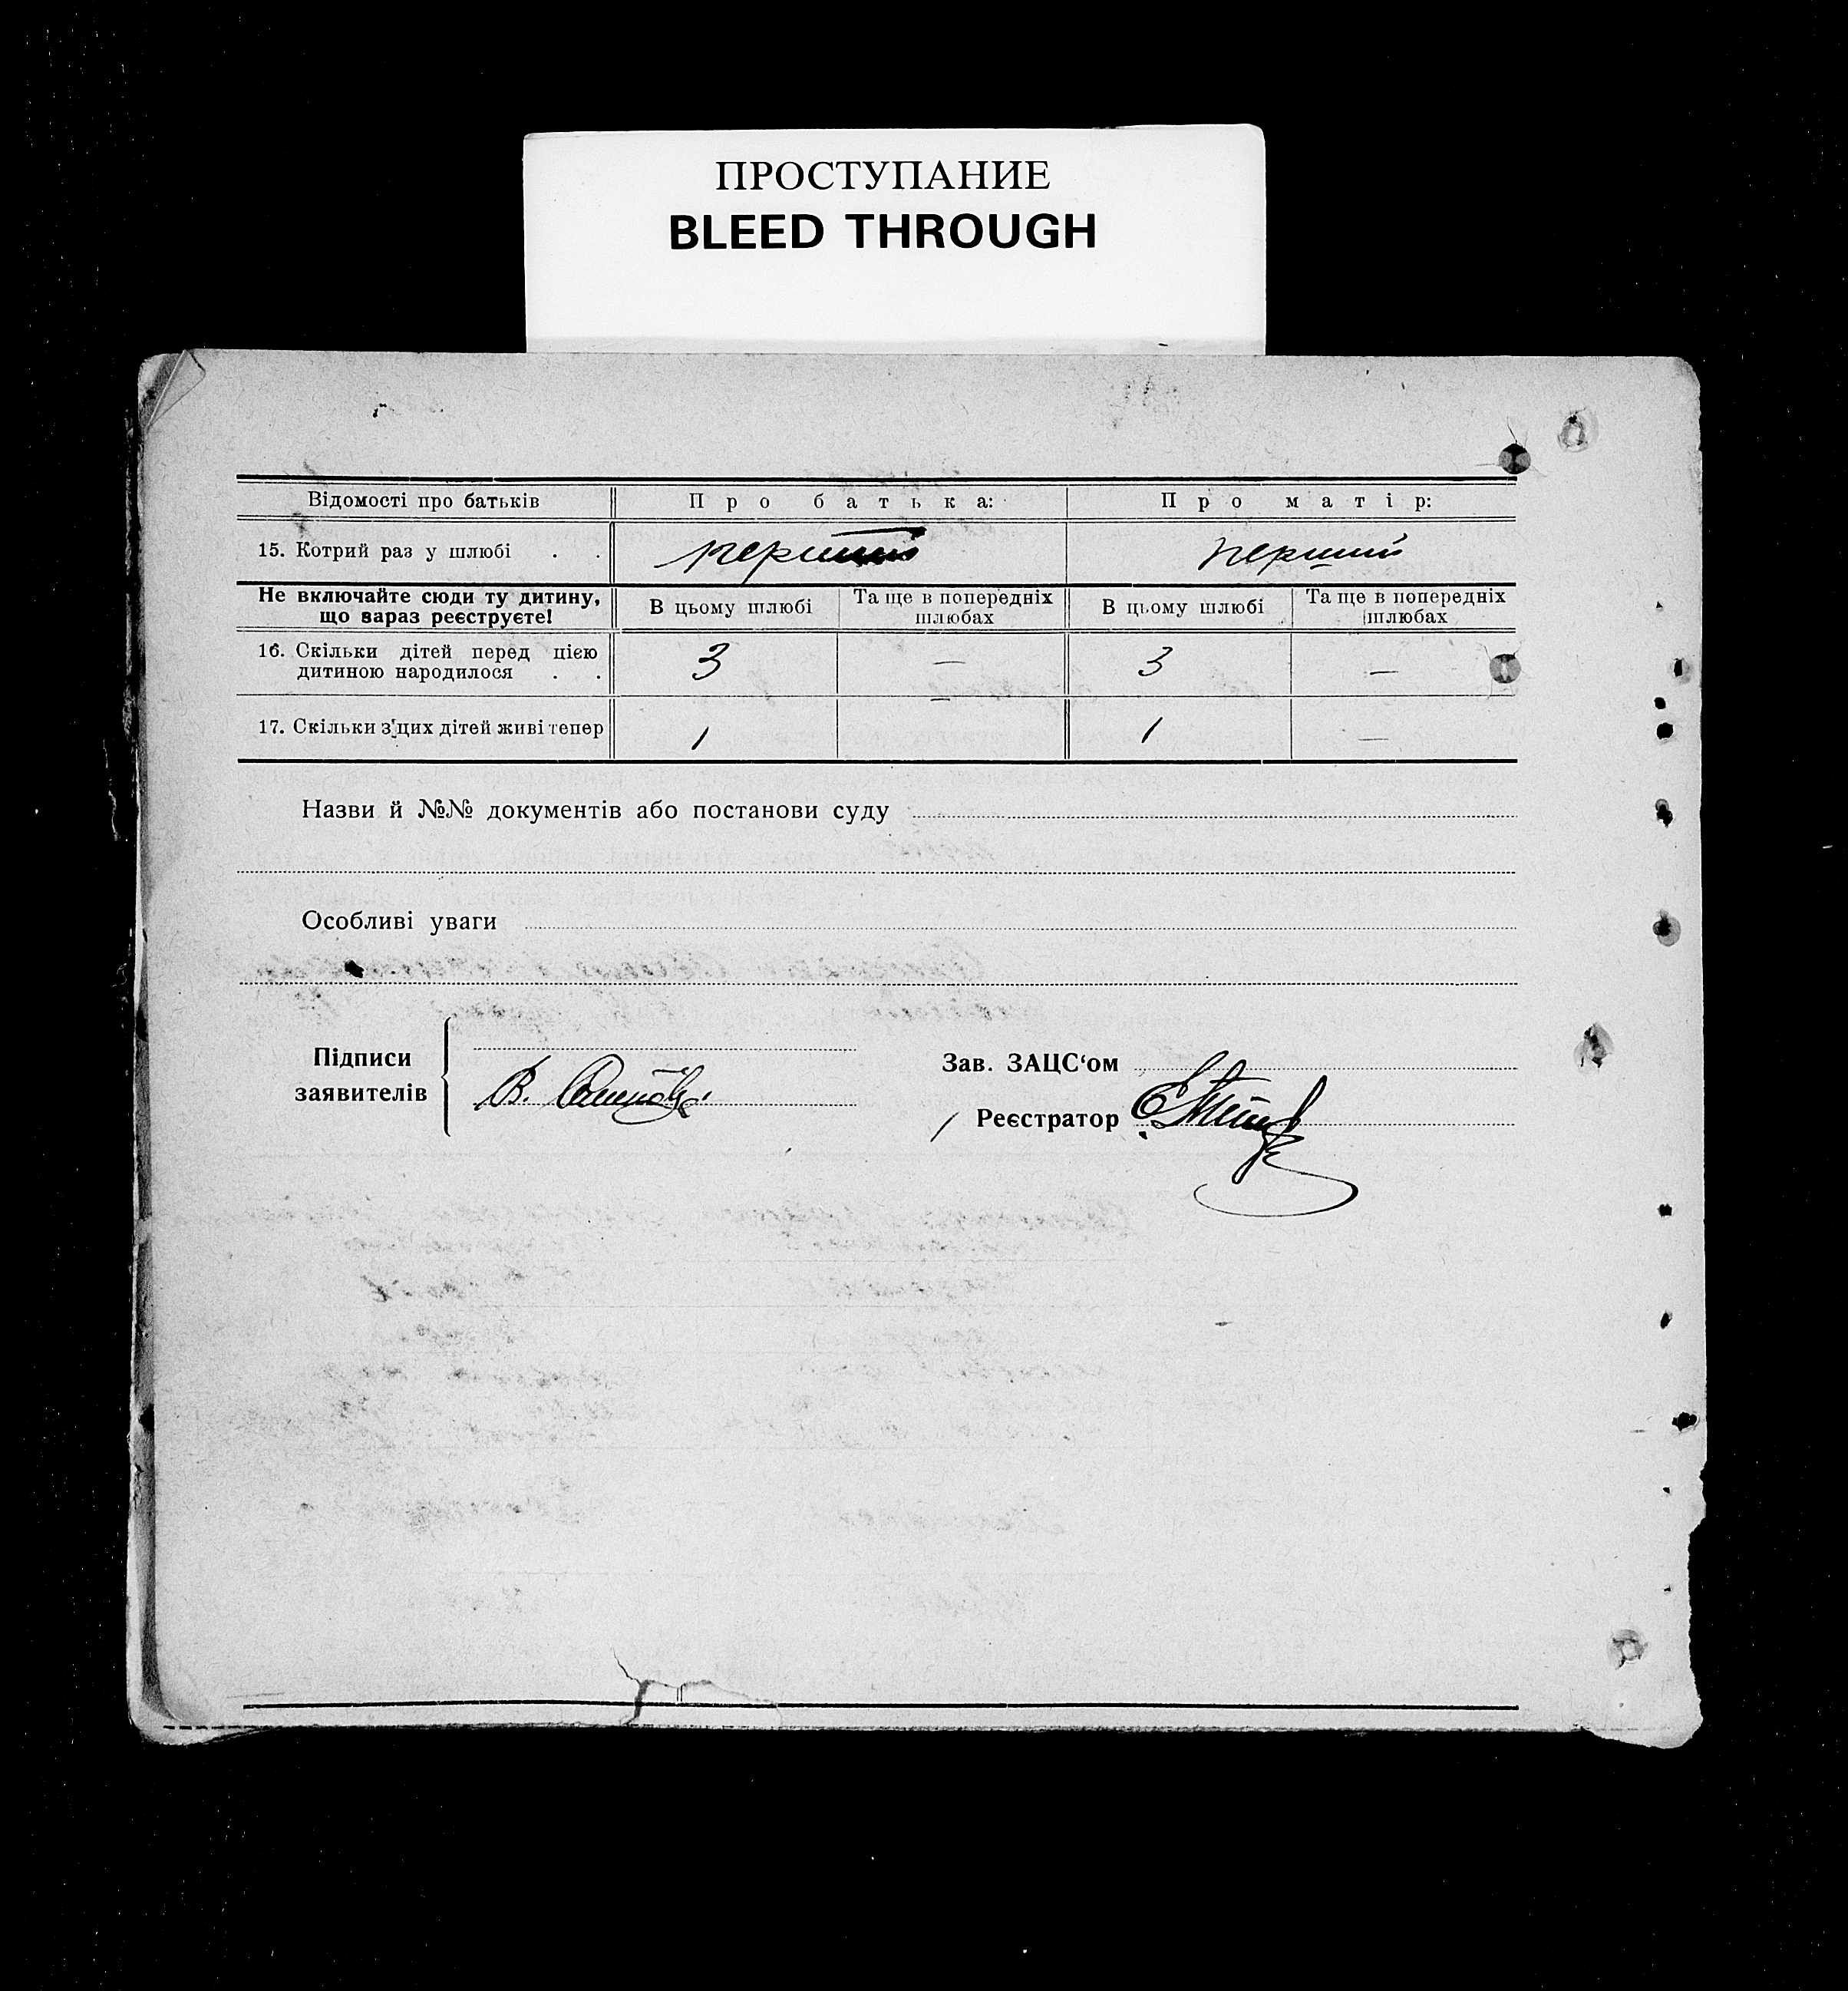 ПРОСТУПАНИЕ
BLEED THROUGH
Відомості про батьків Про батька: Про матір:
15. Котрий раз у шлюбі . . перший перший
Не включайте сюди ту дитину, що зараз реєструєте! В цьому шлюбі Та ще в попередніх шлюбах В цьому шлюбі Та ще в попередніх шлюбах
16. Скільки дітей перед цією
дитиною народилося . . 3 — 3 —
17. Скільки з цих дітей живі тепер 1 — 1 —
Назви й №№ документів або постанови суду
Особливі уваги
Підписи
заявителів
В.
Зав. ЗАЦС‘ом
Реєстратор